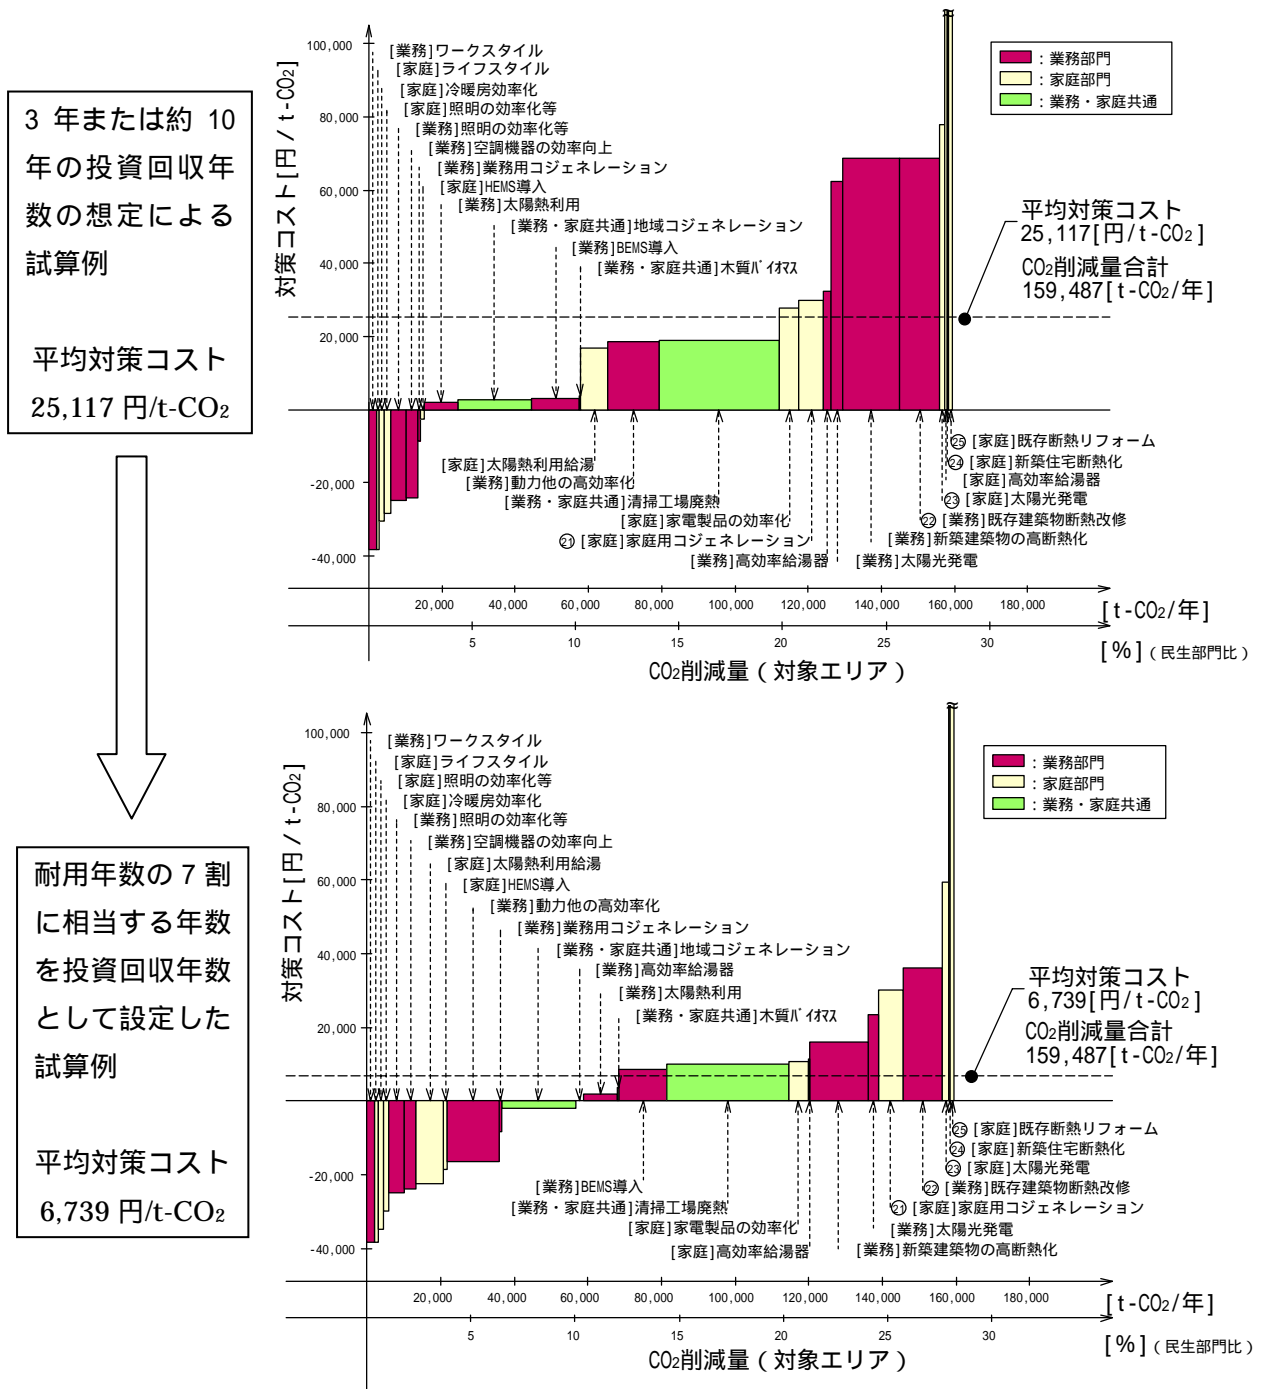 3 年または約 10
年の投資回収年
数の想定による
試算例
平均対策コスト
25,117 円/t-CO2
耐用年数の 7 割
に相当する年数
を投資回収年数
として設定した
試算例
平均対策コスト
6,739 円/t-CO2
対策コスト[円/t-CO2]
100,000
80,000
60,000
40,000
20,000
-20,000
-40,000
[業務]ワークスタイル
[家庭]ライフスタイル
[家庭]冷暖房効率化
[家庭]照明の効率化等
[業務]照明の効率化等
[業務]空調機器の効率向上
[業務]業務用コジェネレーション
[家庭]HEMS導入
[業務]太陽熱利用
[業務・家庭共通]地域コジェネレーション
[業務]BEMS導入
[業務・家庭共通]木質バイオマス
:業務部門
:家庭部門
:業務・家庭共通
平均対策コスト
25,117[円/t-CO2]
CO2削減量合計
159,487[t-CO2/年]
[家庭]太陽熱利用給湯
[業務]動力他の高効率化
[業務・家庭共通]清掃工場廃熱
[家庭]家電製品の効率化
㉑ [家庭]家庭用コジェネレーション
[業務]高効率給湯器
㉕ [家庭]既存断熱リフォーム
㉔ [家庭]新築住宅断熱化
[家庭]高効率給湯器
㉓ [家庭]太陽光発電
㉒ [業務]既存建築物断熱改修
[業務]新築建築物の高断熱化
[業務]太陽光発電
20,000 40,000 60,000 80,000 100,000 120,000 140,000 160,000 180,000
[t-CO2/年]
5 10 15 20 25 30
[%](民生部門比)
CO2削減量(対象エリア)
対策コスト[円/t-CO2]
100,000
80,000
60,000
40,000
20,000
-20,000
-40,000
[業務]ワークスタイル
[家庭]ライフスタイル
[家庭]照明の効率化等
[家庭]冷暖房効率化
[業務]照明の効率化等
[業務]空調機器の効率向上
[家庭]太陽熱利用給湯
[家庭]HEMS導入
[業務]動力他の高効率化
[業務]業務用コジェネレーション
[業務・家庭共通]地域コジェネレーション
[業務]高効率給湯器
[業務]太陽熱利用
[業務・家庭共通]木質バイオマス
:業務部門
:家庭部門
:業務・家庭共通
平均対策コスト
6,739[円/t-CO2]
CO2削減量合計
159,487[t-CO2/年]
[業務]BEMS導入
[業務・家庭共通]清掃工場廃熱
[家庭]家電製品の効率化
[家庭]高効率給湯器
㉕ [家庭]既存断熱リフォーム
㉔ [家庭]新築住宅断熱化
㉓ [家庭]太陽光発電
㉒ [業務]既存建築物断熱改修
㉑ [家庭]家庭用コジェネレーション
[業務]太陽光発電
[業務]新築建築物の高断熱化
20,000 40,000 60,000 80,000 100,000 120,000 140,000 160,000 180,000
[t-CO2/年]
5 10 15 20 25 30
[%](民生部門比)
CO2削減量(対象エリア)